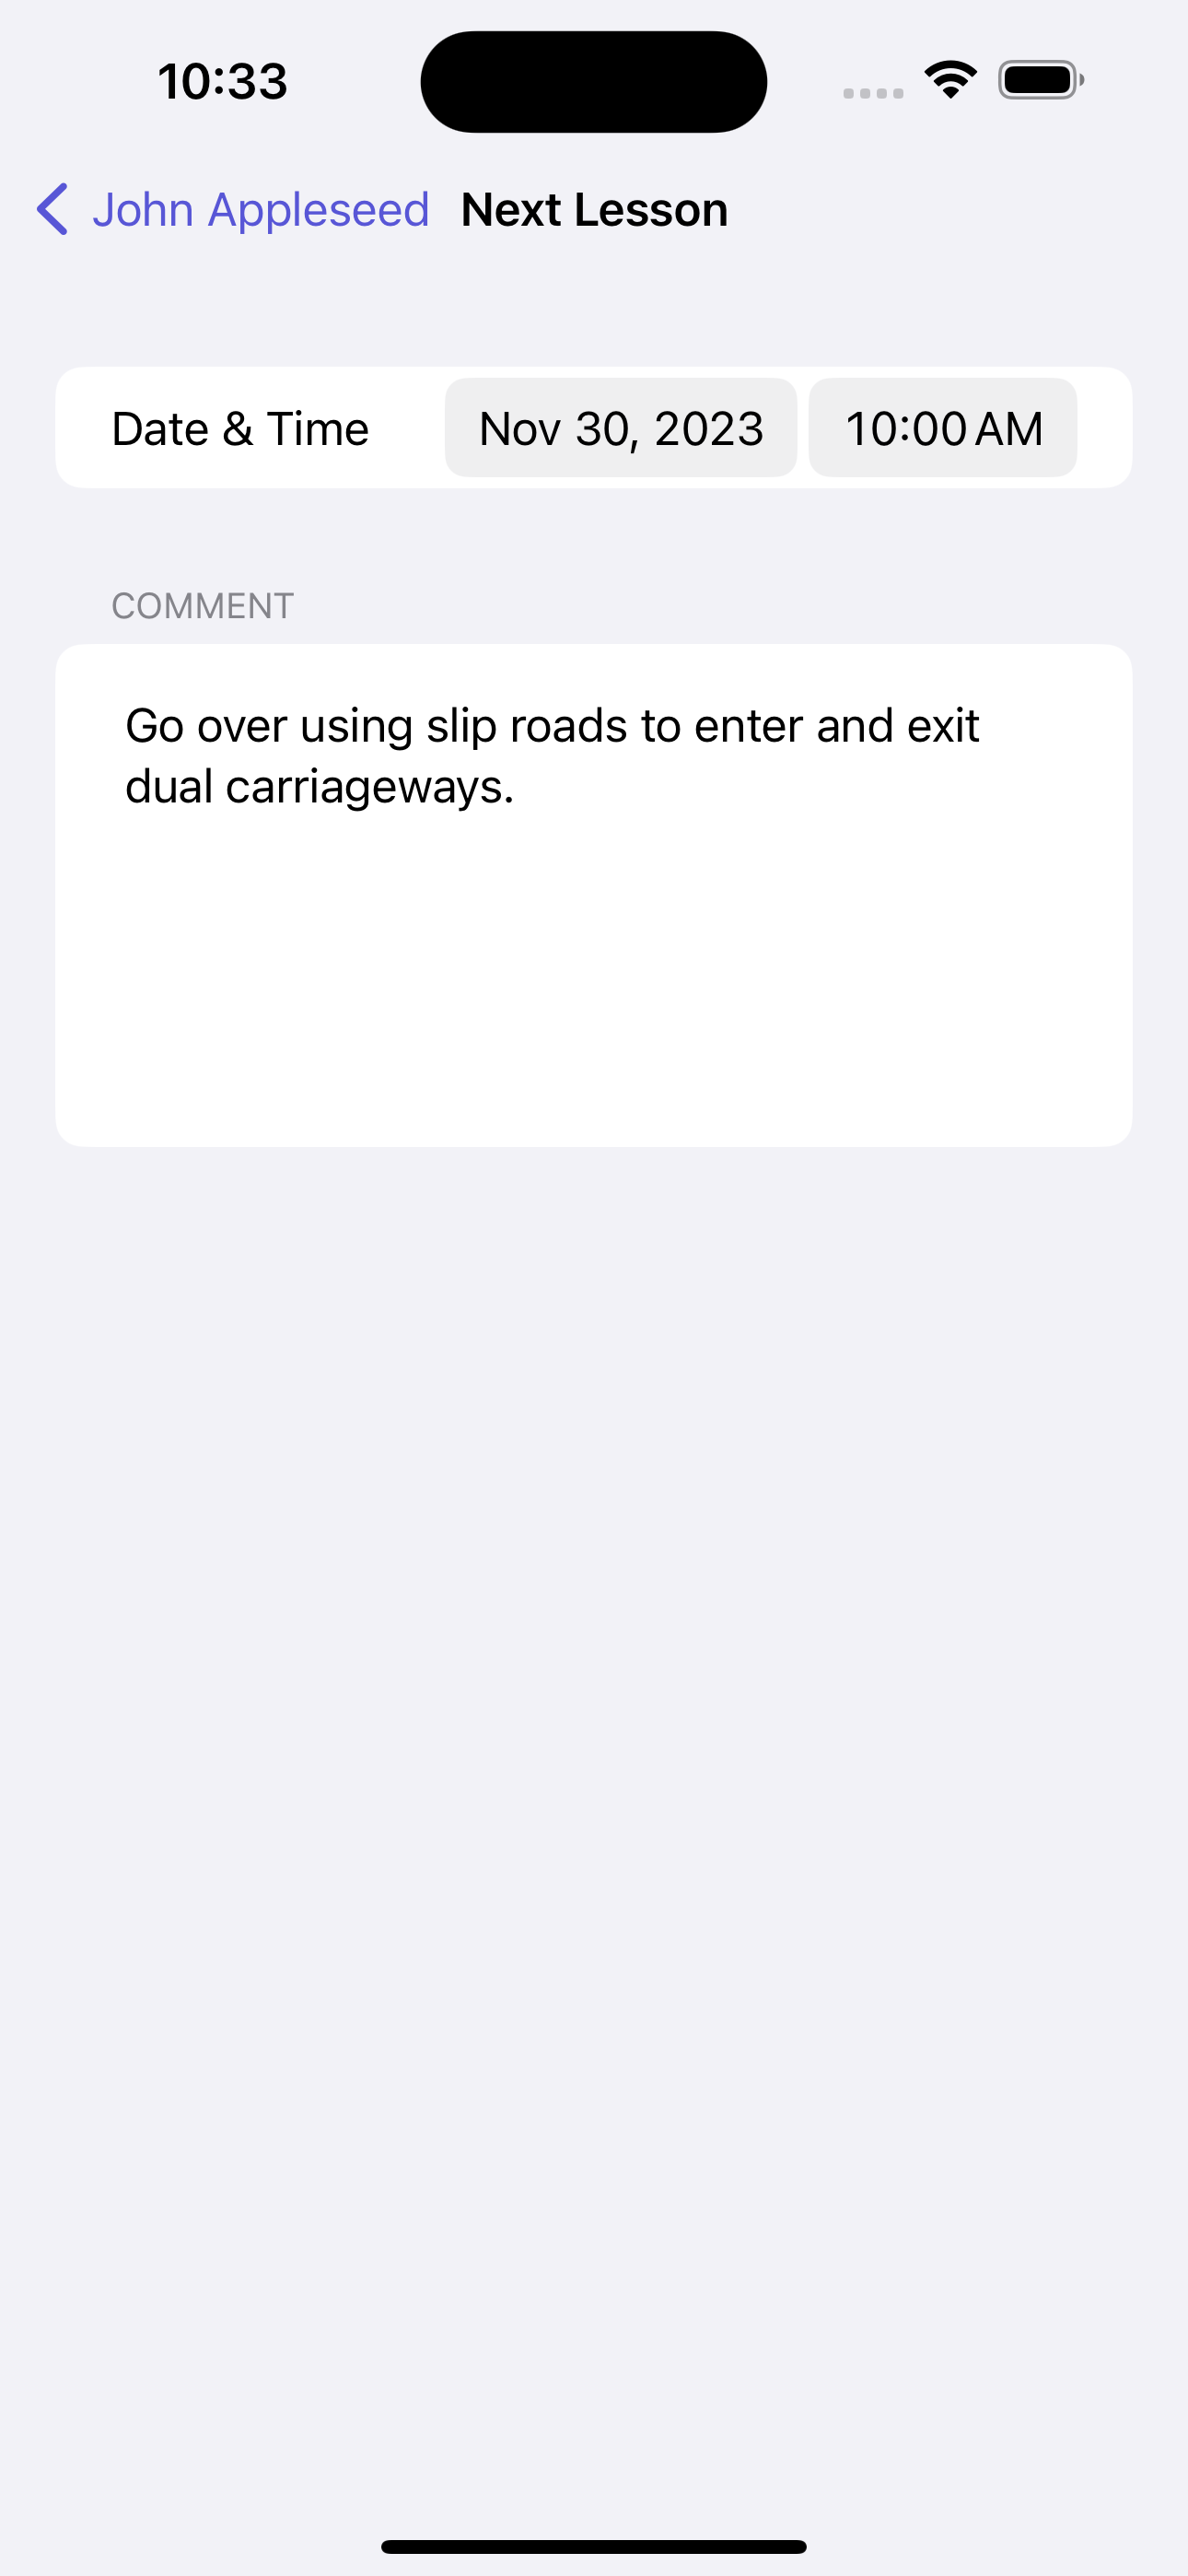 10:33
John Appleseed Next Lesson
Date & Time Nov 30, 2023 10:00 AM
COMMENT
Go over using slip roads to enter and exit
dual carriageways.